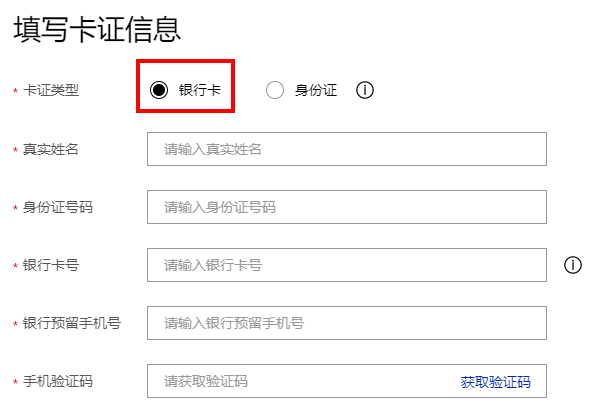 填写卡证信息
* 卡证类型 银行卡 身份证
* 真实姓名 请输入真实姓名
* 身份证号码 请输入身份证号码
* 银行卡号 请输入银行卡号
* 银行预留手机号 请输入银行预留手机号
* 手机验证码 请获取验证码 获取验证码